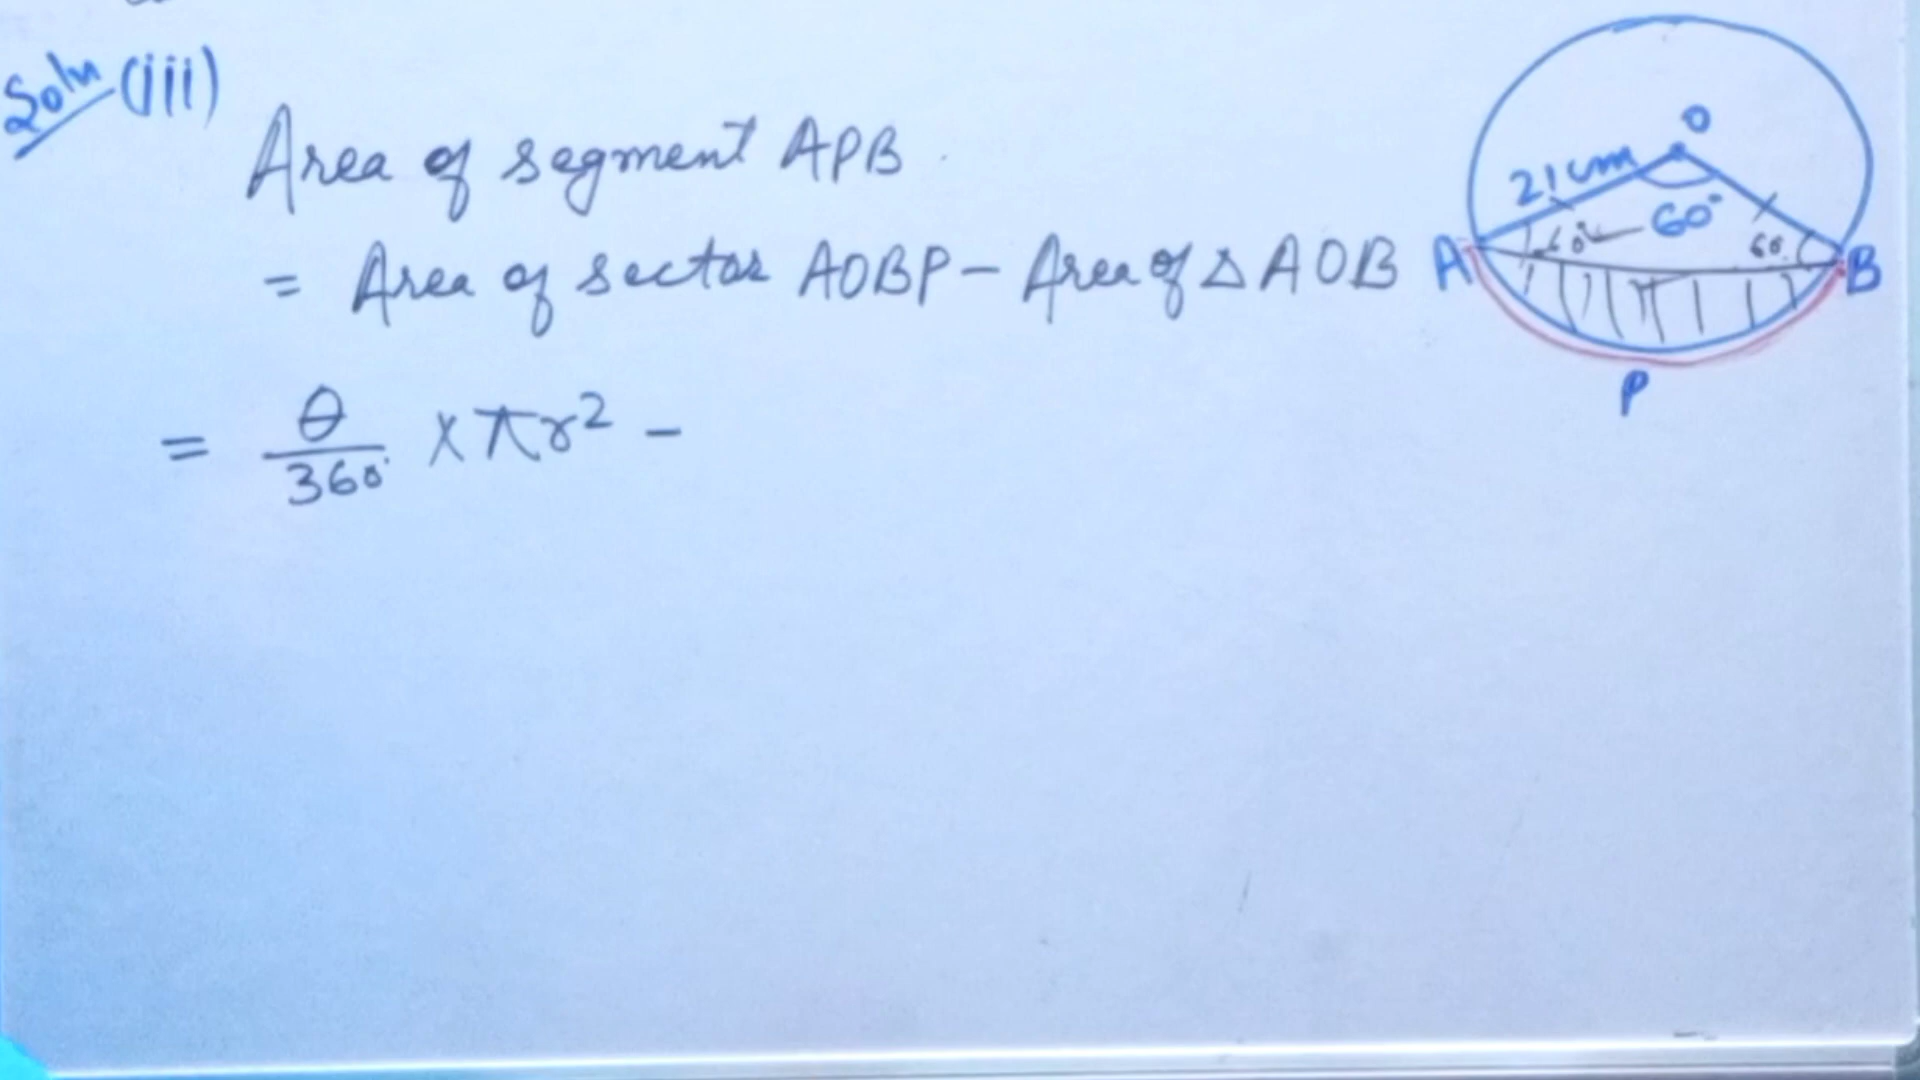 Soln (iii)
Area of segment APB
= Area of sector AOBP - Area of △AOB
= θ/360° × πr² -
O
21cm
60°
60°
60°
A
B
P